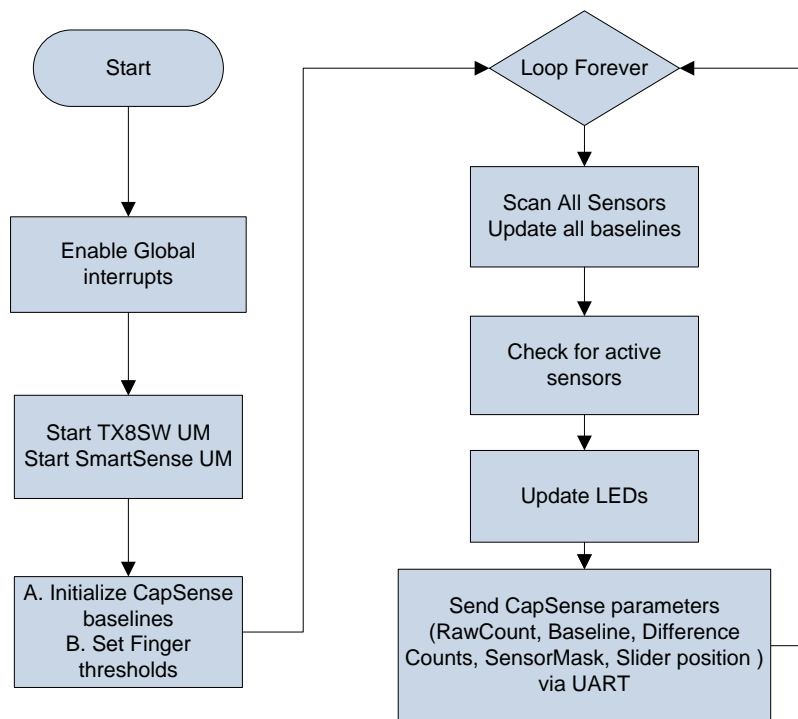 Start
Enable Global
interrupts
Start TX8SW UM
Start SmartSense UM
A. Initialize CapSense
baselines
B. Set Finger
thresholds
Loop Forever
Scan All Sensors
Update all baselines
Check for active
sensors
Update LEDs
Send CapSense parameters
(RawCount, Baseline, Difference
Counts, SensorMask, Slider position )
via UART